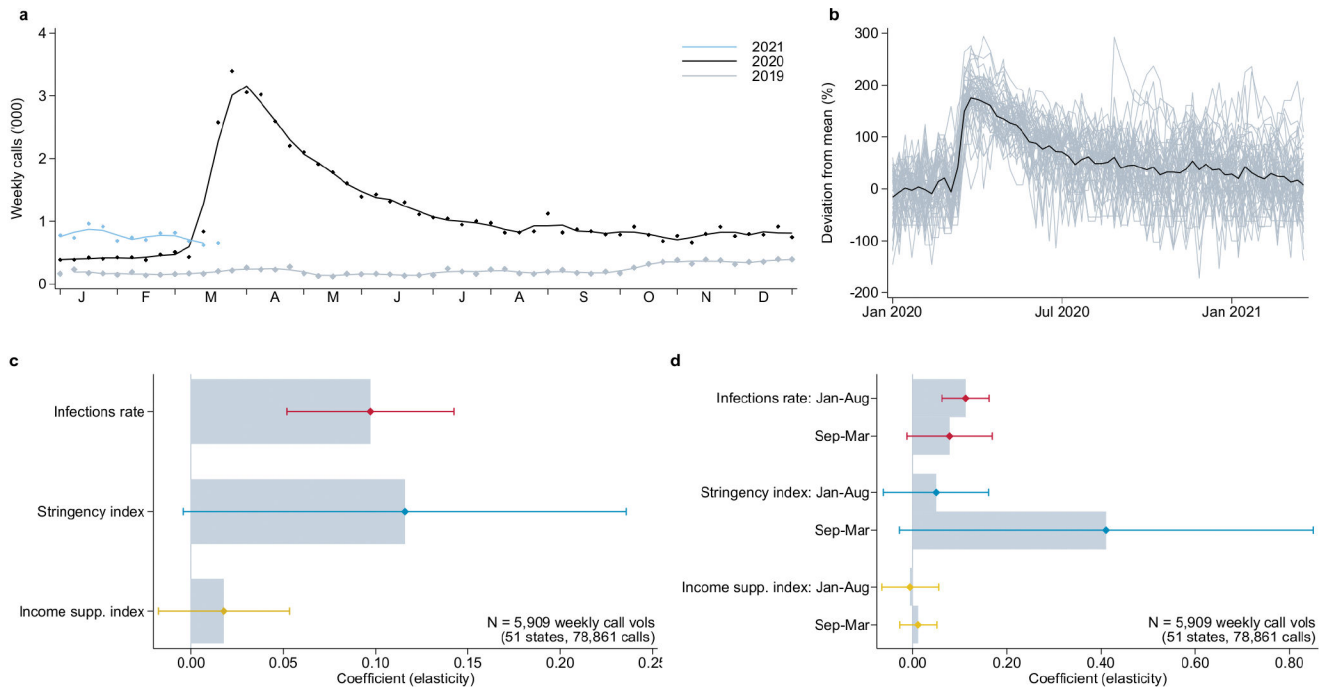 a
4
3
2
1
0
Weekly calls ('000)
J F M A M J J A S O N D
2021
2020
2019
b
300
200
100
0
-100
-200
Deviation from mean (%)
Jan 2020 Jul 2020 Jan 2021
c
Infections rate
Stringency index
Income supp. index
N = 5,909 weekly call vols
(51 states, 78,861 calls)
0.00 0.05 0.10 0.15 0.20
Coefficient (elasticity)
d
Infections rate: Jan-Aug
Sep-Mar
Stringency index: Jan-Aug
Sep-Mar
Income supp. index: Jan-Aug
Sep-Mar
N = 5,909 weekly call vols
(51 states, 78,861 calls)
0.00 0.20 0.40 0.60 0.80
Coefficient (elasticity)